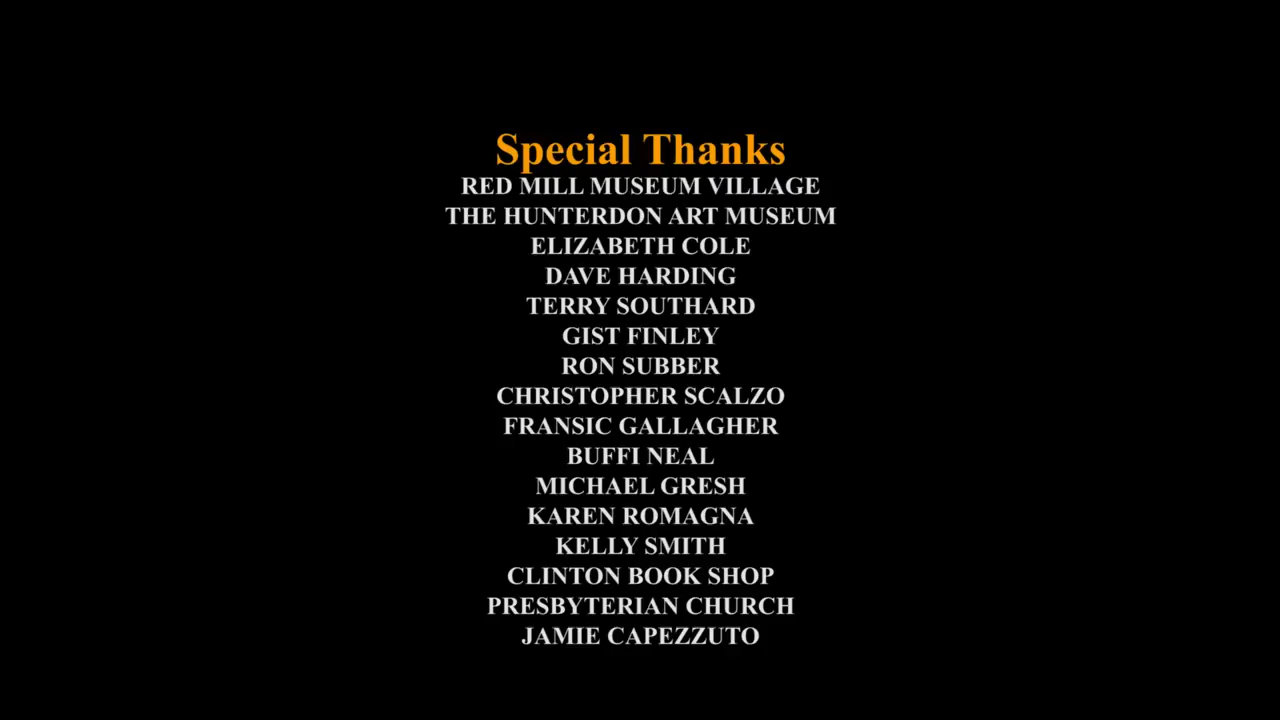 Special Thanks
RED MILL MUSEUM VILLAGE
THE HUNTERDON ART MUSEUM
ELIZABETH COLE
DAVE HARDING
TERRY SOUTHARD
GIST FINLEY
RON SUBBER
CHRISTOPHER SCALZO
FRANSIC GALLAGHER
BUFFI NEAL
MICHAEL GRESH
KAREN ROMAGNA
KELLY SMITH
CLINTON BOOK SHOP
PRESBYTERIAN CHURCH
JAMIE CAPEZZUTO